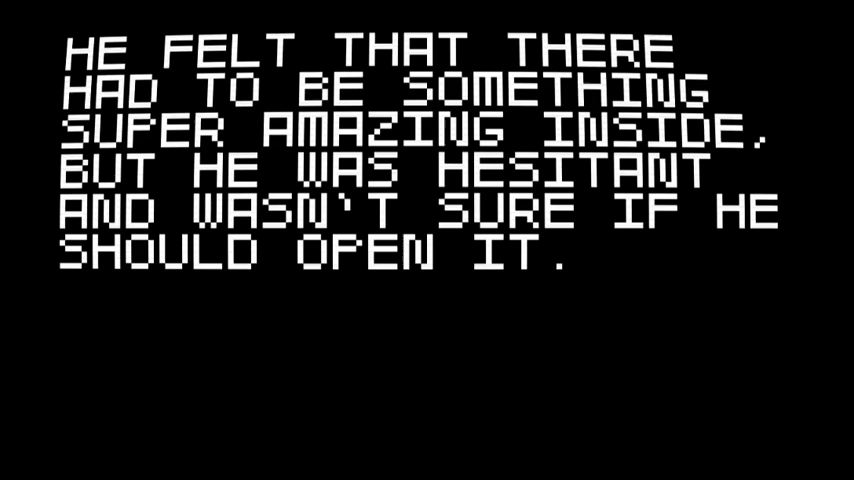 HE FELT THAT THERE
HAD TO BE SOMETHING
SUPER AMAZING INSIDE,
BUT HE WAS HESITANT
AND WASN'T SURE IF HE
SHOULD OPEN IT.